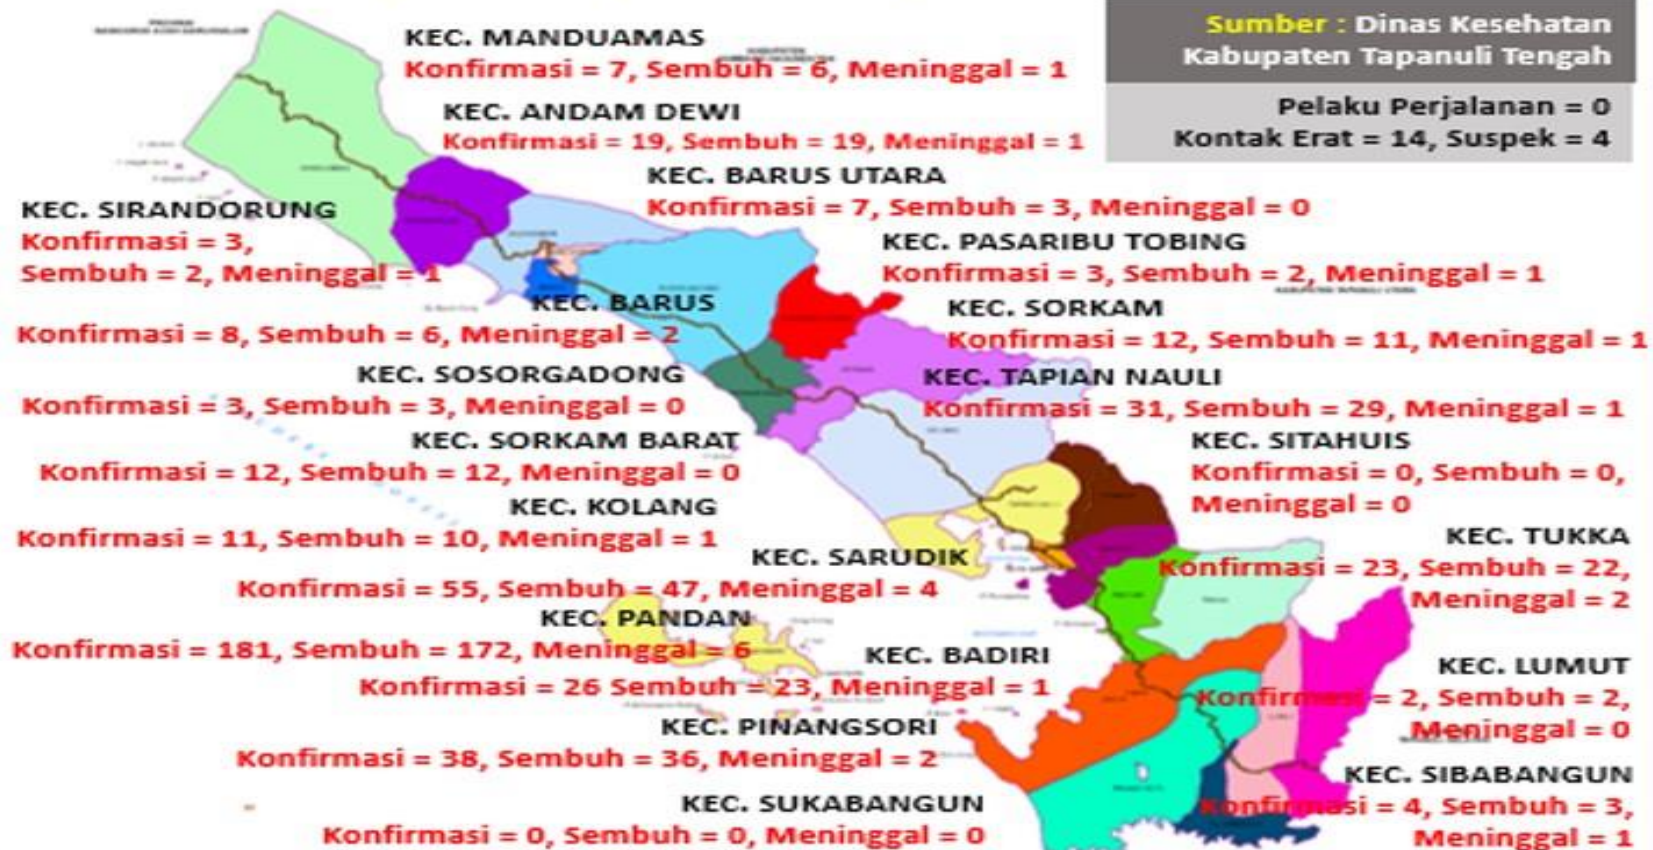 KEC. MANDUAMAS
Konfirmasi = 7, Sembuh = 6, Meninggal = 1
Sumber : Dinas Kesehatan
Kabupaten Tapanuli Tengah
Pelaku Perjalanan = 0
Kontak Erat = 14, Suspek = 4
KEC. ANDAM DEWI
Konfirmasi = 19, Sembuh = 19, Meninggal = 1
KEC. BARUS UTARA
Konfirmasi = 7, Sembuh = 3, Meninggal = 0
KEC. SIRANDORUNG
Konfirmasi = 3,
Sembuh = 2, Meninggal = 1
KEC. PASARIBU TOBING
Konfirmasi = 3, Sembuh = 2, Meninggal = 1
KEC. BARUS
Konfirmasi = 8, Sembuh = 6, Meninggal = 2
KEC. SORKAM
Konfirmasi = 12, Sembuh = 11, Meninggal = 1
KEC. SOSORGADONG
Konfirmasi = 3, Sembuh = 3, Meninggal = 0
KEC. TAPIAN NAULI
Konfirmasi = 31, Sembuh = 29, Meninggal = 1
KEC. SORKAM BARAT
Konfirmasi = 12, Sembuh = 12, Meninggal = 0
KEC. SITAHUIS
Konfirmasi = 0, Sembuh = 0,
Meninggal = 0
KEC. KOLANG
Konfirmasi = 11, Sembuh = 10, Meninggal = 1
KEC. SARUDIK
Konfirmasi = 55, Sembuh = 47, Meninggal = 4
KEC. TUKKA
Konfirmasi = 23, Sembuh = 22,
Meninggal = 2
KEC. PANDAN
Konfirmasi = 181, Sembuh = 172, Meninggal = 6
KEC. BADIRI
Konfirmasi = 26 Sembuh = 23, Meninggal = 1
KEC. LUMUT
Konfirmasi = 2, Sembuh = 2,
Meninggal = 0
KEC. PINANGSORI
Konfirmasi = 38, Sembuh = 36, Meninggal = 2
KEC. SIBABANGUN
Konfirmasi = 4, Sembuh = 3,
Meninggal = 1
KEC. SUKABANGUN
Konfirmasi = 0, Sembuh = 0, Meninggal = 0